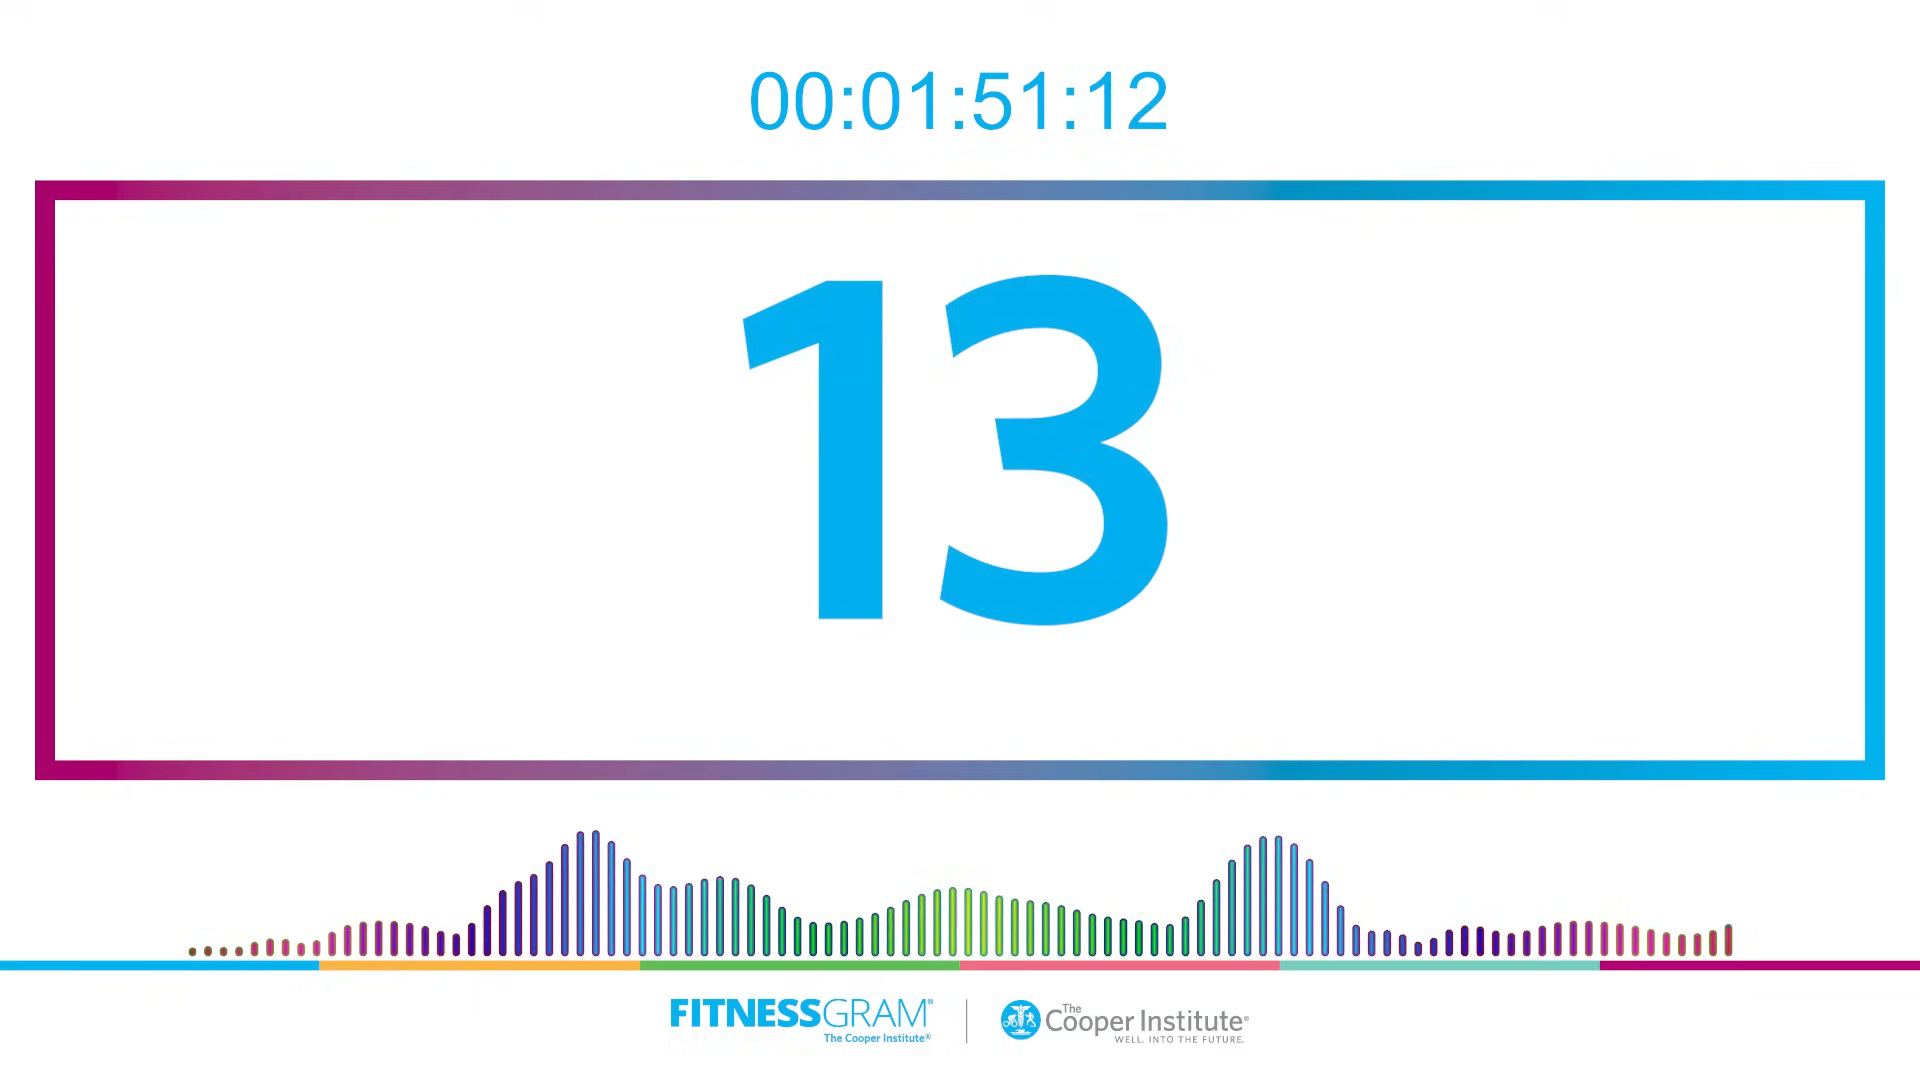 00:01:51:12
13
FITNESSGRAM®
The Cooper Institute®
The
Cooper Institute®
WELL. INTO THE FUTURE.